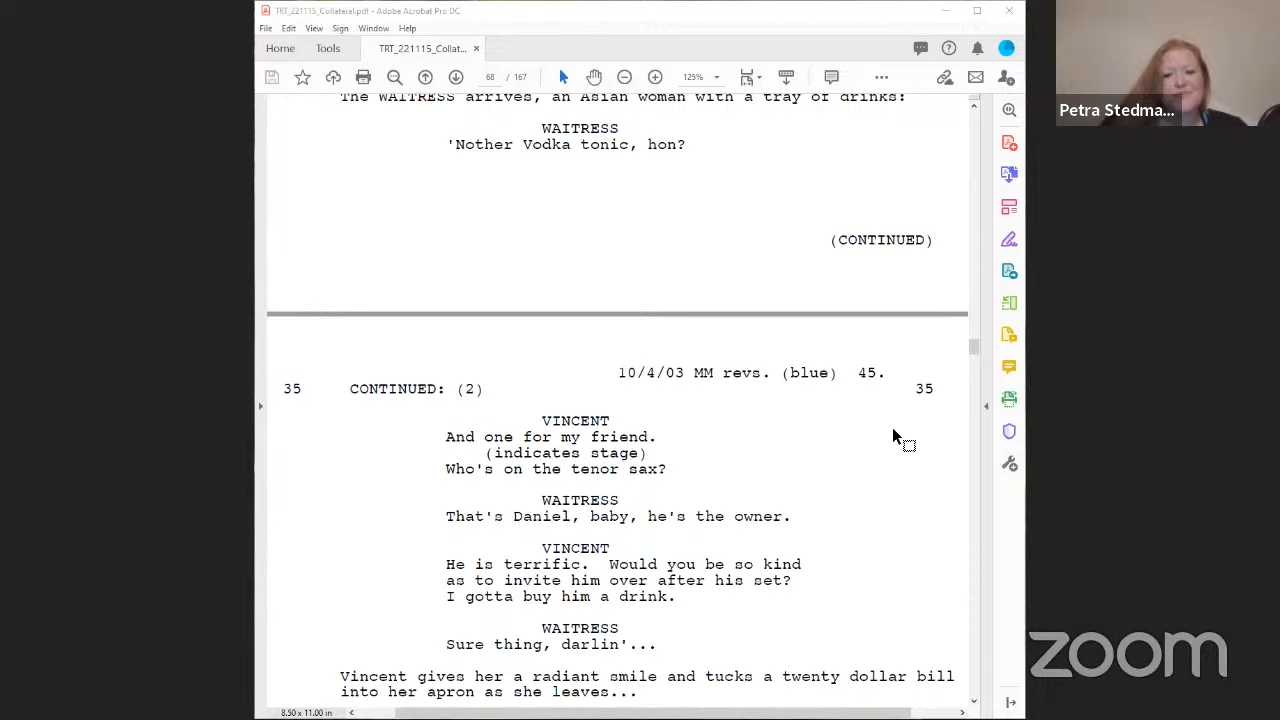 TRT_221115_Collateral.pdf - Adobe Acrobat Pro DC
File Edit View Sign Window Help
Home Tools TRT_221115_Collat... ×
68 / 167 125%
The WAITRESS arrives, an Asian woman with a tray of drinks:
WAITRESS
'Nother Vodka tonic, hon?
(CONTINUED)
10/4/03 MM revs. (blue) 45.
35 CONTINUED: (2) 35
VINCENT
And one for my friend.
(indicates stage)
Who's on the tenor sax?
WAITRESS
That's Daniel, baby, he's the owner.
VINCENT
He is terrific. Would you be so kind
as to invite him over after his set?
I gotta buy him a drink.
WAITRESS
Sure thing, darlin'...
Vincent gives her a radiant smile and tucks a twenty dollar bill
into her apron as she leaves...
8.50 x 11.00 in
Petra Stedma...
zoom